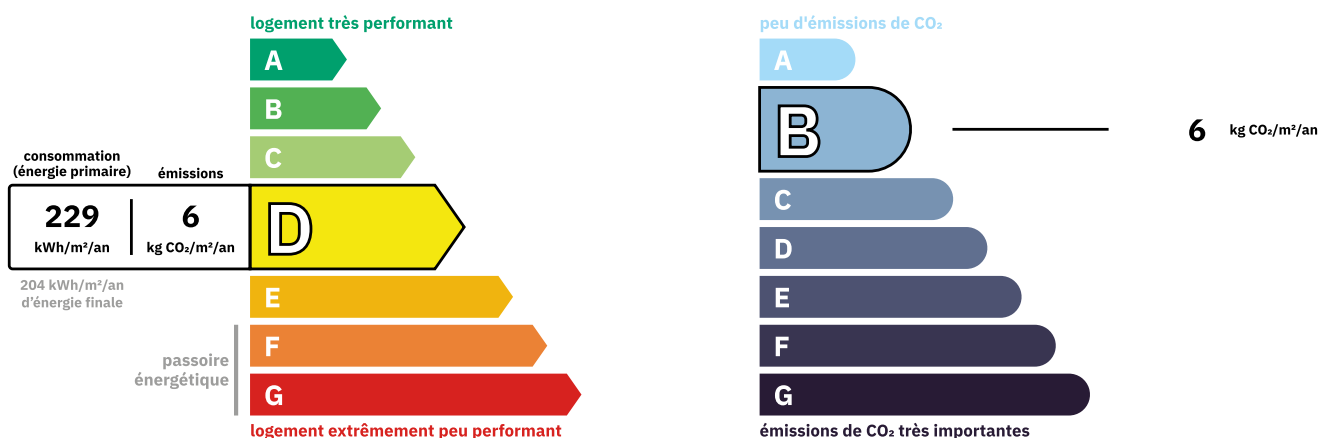 logement très performant
A
B
C
consommation
(énergie primaire)
émissions
229
6
kWh/m²/an
kg CO₂/m²/an
D
204 kWh/m²/an
d'énergie finale
E
passoire
énergétique
F
G
logement extrêmement peu performant
peu d'émissions de CO₂
A
B
6 kg CO₂/m²/an
C
D
E
F
G
émissions de CO₂ très importantes